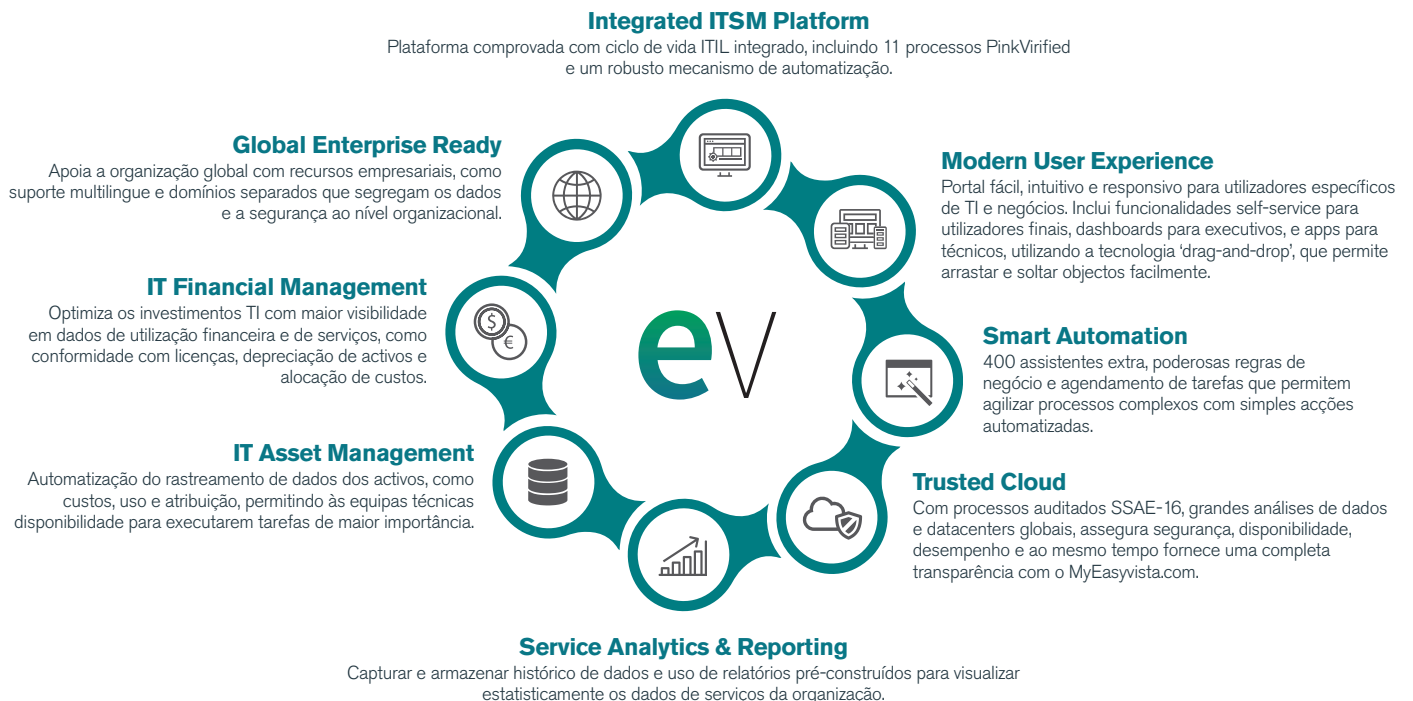 Integrated ITSM Platform
Plataforma comprovada com ciclo de vida ITIL integrado, incluindo 11 processos PinkVirified
e um robusto mecanismo de automatização.
Global Enterprise Ready
Apoia a organização global com recursos empresariais, como
suporte multilingue e domínios separados que segregam os dados
e a segurança ao nível organizacional.
Modern User Experience
Portal fácil, intuitivo e responsivo para utilizadores específicos
de TI e negócios. Inclui funcionalidades self-service para
utilizadores finais, dashboards para executivos, e apps para
técnicos, utilizando a tecnologia ‘drag-and-drop’, que permite
arrastar e soltar objectos facilmente.
IT Financial Management
Optimiza os investimentos TI com maior visibilidade
em dados de utilização financeira e de serviços, como
conformidade com licenças, depreciação de activos e
alocação de custos.
$
€
ev
Smart Automation
400 assistentes extra, poderosas regras de
negócio e agendamento de tarefas que permitem
agilizar processos complexos com simples acções
automatizadas.
IT Asset Management
Automatização do rastreamento de dados dos activos, como
custos, uso e atribuição, permitindo às equipas técnicas
disponibilidade para executarem tarefas de maior importância.
Trusted Cloud
Com processos auditados SSAE-16, grandes análises de dados
e datacenters globais, assegura segurança, disponibilidade,
desempenho e ao mesmo tempo fornece uma completa
transparência com o MyEasyvista.com.
Service Analytics & Reporting
Capturar e armazenar histórico de dados e uso de relatórios pré-construídos para visualizar
estatisticamente os dados de serviços da organização.